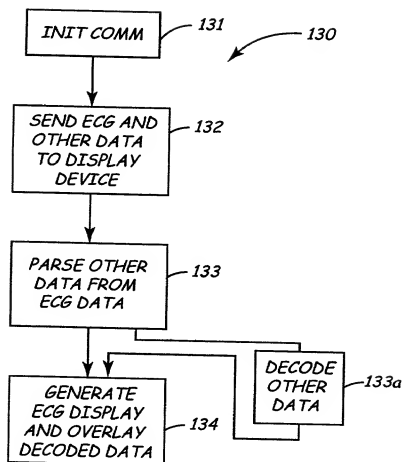 INIT COMM
131
130
SEND ECG AND
OTHER DATA
TO DISPLAY
DEVICE
132
PARSE OTHER
DATA FROM
ECG DATA
133
DECODE
OTHER
DATA
133a
GENERATE
ECG DISPLAY
AND OVERLAY
DECODED DATA
134